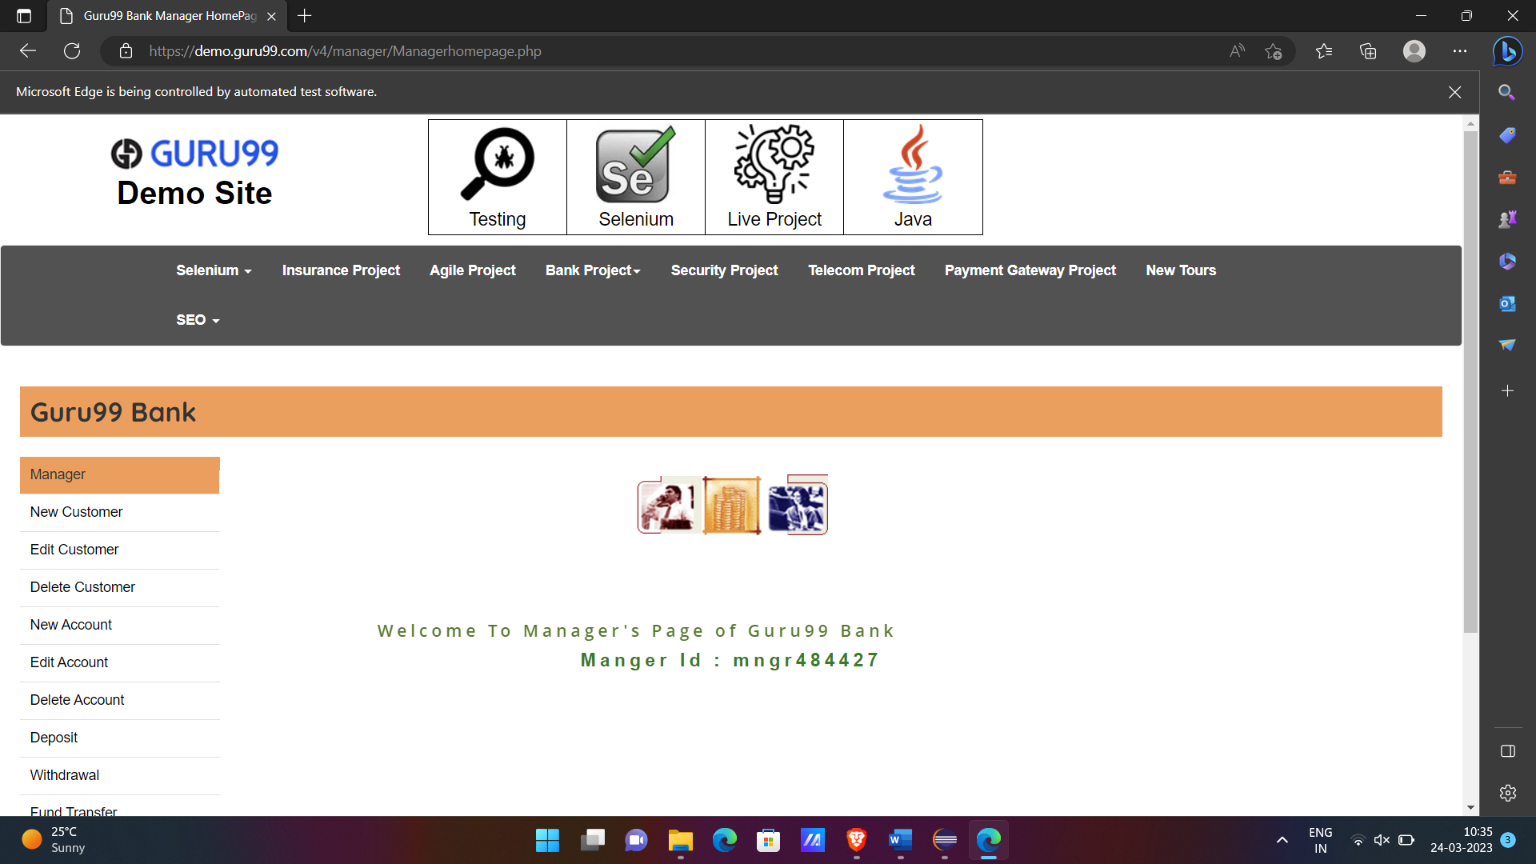 Guru99 Bank Manager HomePag
https://demo.guru99.com/v4/manager/Managerhomepage.php
Microsoft Edge is being controlled by automated test software.
GURU99
Demo Site
Se
Testing
Selenium
Live Project
Java
Selenium
Insurance Project
Agile Project
Bank Project
Security Project
Telecom Project
Payment Gateway Project
New Tours
SEO
Guru99 Bank
Manager
New Customer
Edit Customer
Delete Customer
New Account
Edit Account
Delete Account
Deposit
Withdrawal
Fund Transfer
Welcome To Manager's Page of Guru99 Bank
Manger Id : mngr484427
25°C
Sunny
ENG
IN
10:35
24-03-2023
3